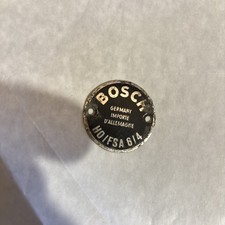 BOSCH
GERMANY
IMPORTE
D'ALLEMAGNE
HO/FSA 6/4